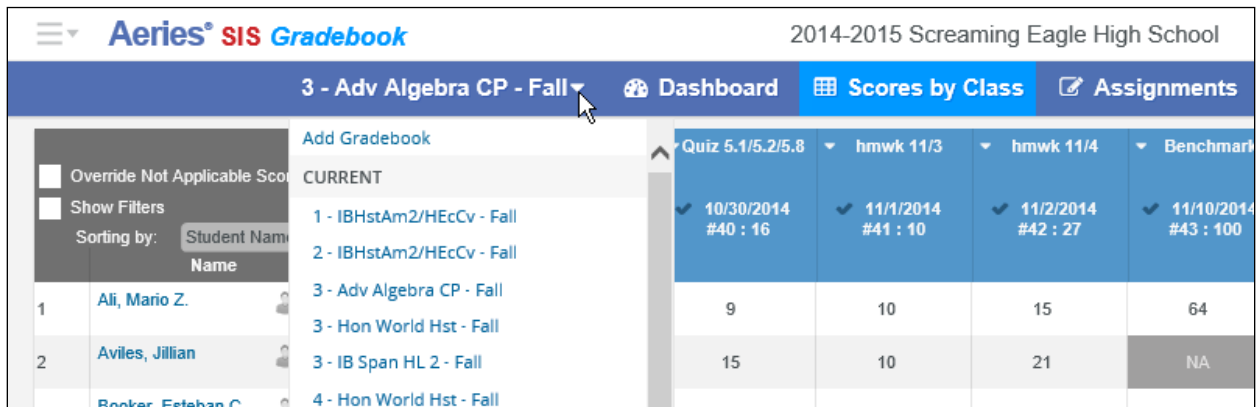 Aeries® SIS Gradebook
2014-2015 Screaming Eagle High School
3 - Adv Algebra CP - Fall
Dashboard
Scores by Class
Assignments
Add Gradebook
CURRENT
1 - IBHstAm2/HEcCv - Fall
2 - IBHstAm2/HEcCv - Fall
3 - Adv Algebra CP - Fall
3 - Hon World Hst - Fall
3 - IB Span HL 2 - Fall
4 - Hon World Hst - Fall
Override Not Applicable Scor
Show Filters
Sorting by: Student Name
Name
Quiz 5.1/5.2/5.8
10/30/2014
#40 : 16
hmwk 11/3
11/1/2014
#41 : 10
hmwk 11/4
11/2/2014
#42 : 27
Benchmark
11/10/2014
#43 : 100
1 Ali, Mario Z. 9 10 15 64
2 Aviles, Jillian 15 10 21 NA
Booker, Esteban C